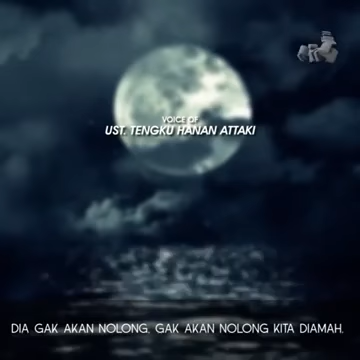 VOICE OF
UST. TENGKU HANAN ATTAKI
DIA GAK AKAN NOLONG, GAK AKAN NOLONG KITA DIAMAH.